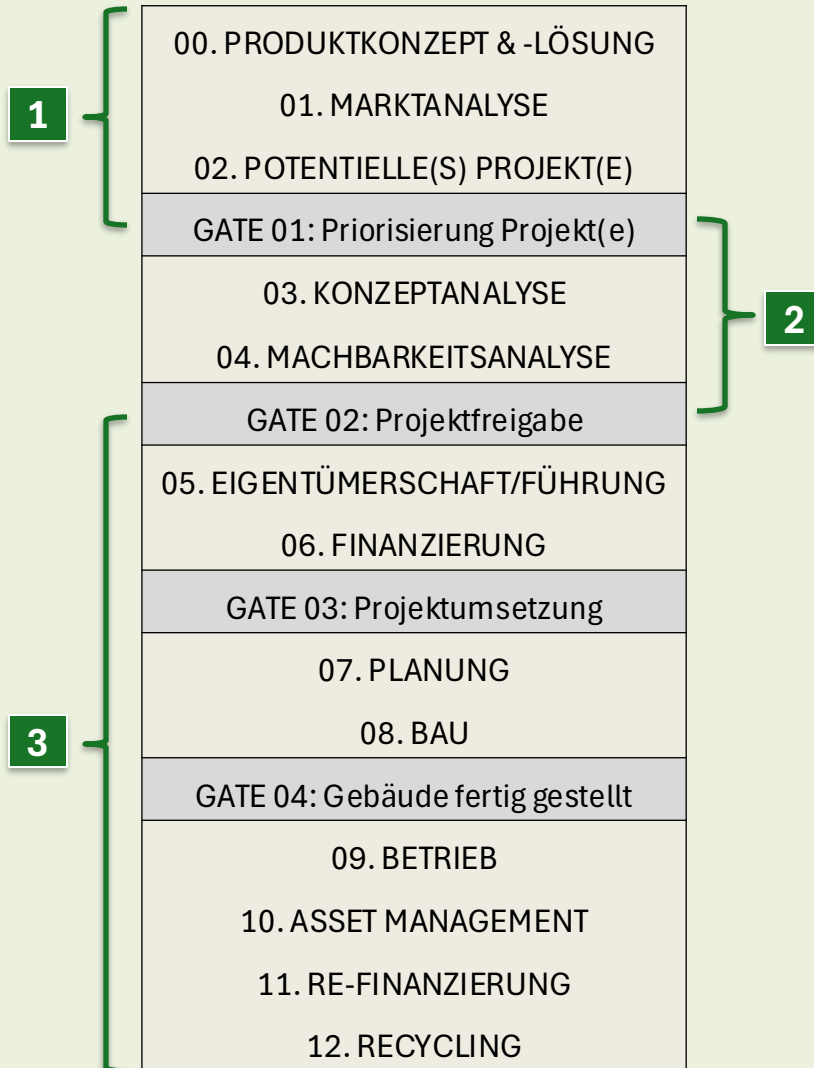 00. PRODUKTKONZEPT & -LÖSUNG
1
01. MARKTANALYSE
02. POTENTIELLE(S) PROJEKT(E)
GATE 01: Priorisierung Projekt(e)
03. KONZEPTANALYSE
2
04. MACHBARKEITSANALYSE
GATE 02: Projektfreigabe
05. EIGENTÜMERSCHAFT/FÜHRUNG
06. FINANZIERUNG
GATE 03: Projektumsetzung
07. PLANUNG
08. BAU
3
GATE 04: Gebäude fertig gestellt
09. BETRIEB
10. ASSET MANAGEMENT
11. RE-FINANZIERUNG
12. RECYCLING